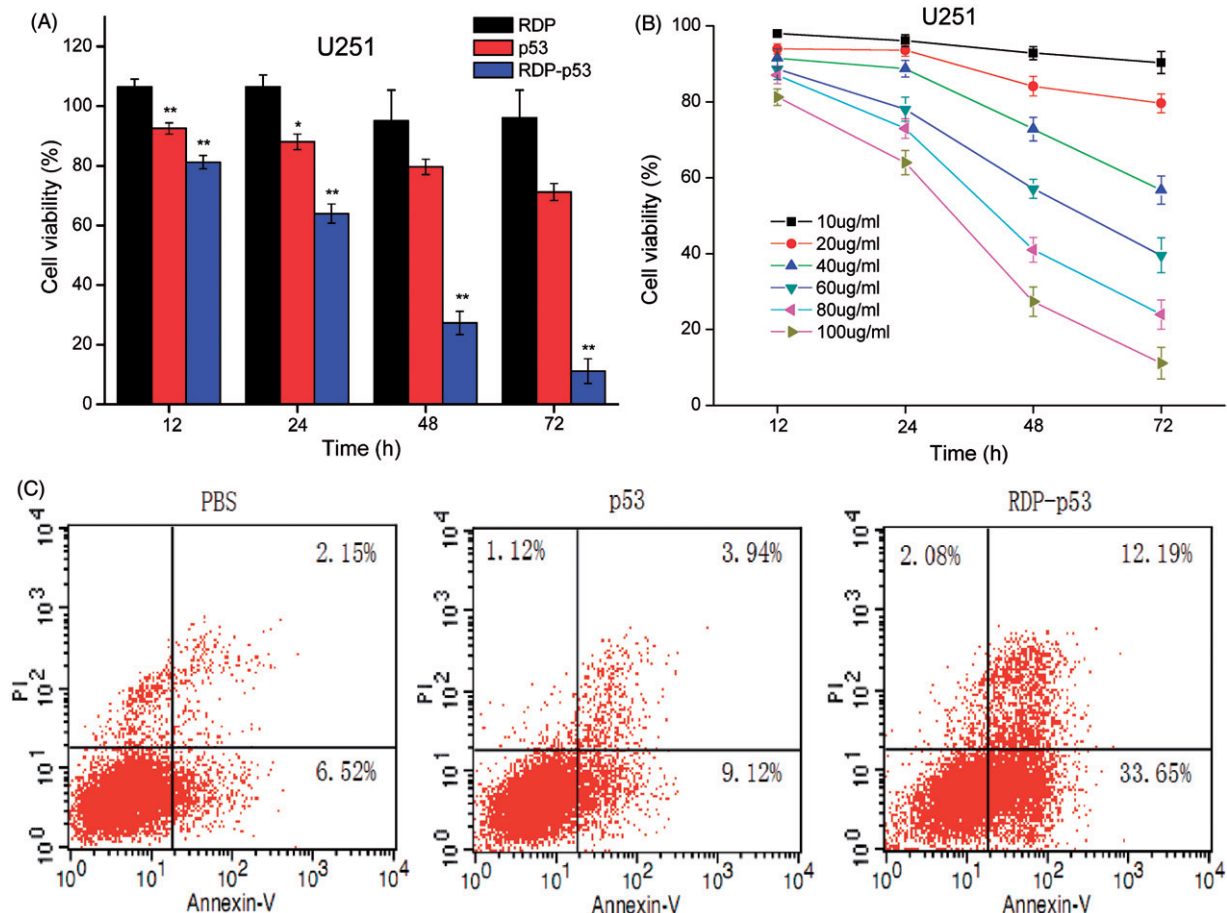 (A)
U251
RDP
p53
RDP-p53
Cell viability (%)
120
100
80
60
40
20
0
** ** * ** ** **
12 24 48 72
Time (h)
(B)
U251
Cell viability (%)
100
80
60
40
20
0
10ug/ml
20ug/ml
40ug/ml
60ug/ml
80ug/ml
100ug/ml
12 24 48 72
Time (h)
(C)
PBS
2.15%
6.52%
PI
10⁴
10³
10²
10¹
10⁰
10⁰ 10¹ 10² 10³ 10⁴
Annexin-V
p53
1.12% 3.94%
9.12%
PI
10⁴
10³
10²
10¹
10⁰
10⁰ 10¹ 10² 10³ 10⁴
Annexin-V
RDP-p53
2.08% 12.19%
33.65%
PI
10⁴
10³
10²
10¹
10⁰
10⁰ 10¹ 10² 10³ 10⁴
Annexin-V